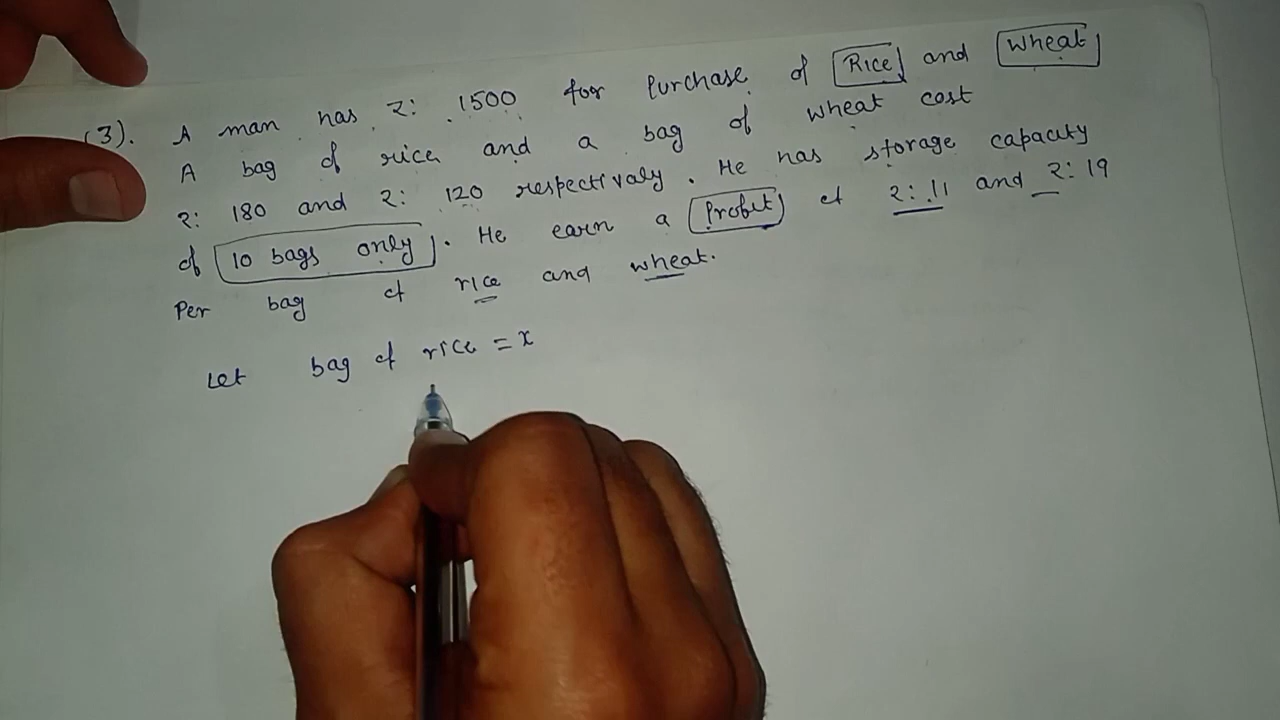 (3). A man has ₹: 1500 for Purchase of Rice and Wheat
A bag of rice and a bag of wheat cost
₹: 180 and ₹: 120 respectivaly. He has storage capacity
of 10 bags only. He earn a Profit of ₹: 11 and ₹: 19
Per bag of rice and wheat.
Let bag of rice = x